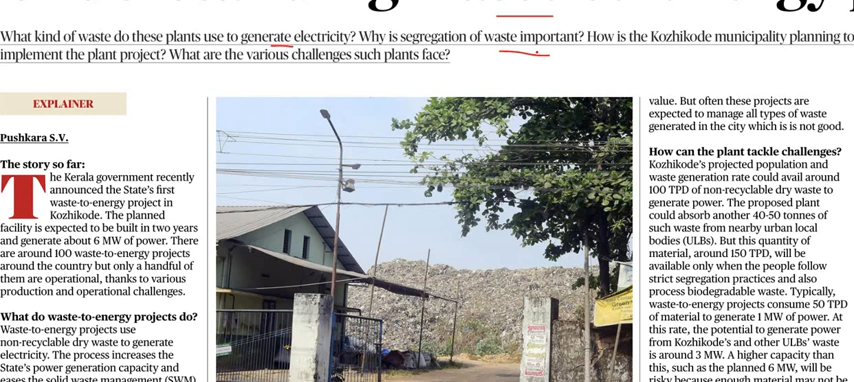 What kind of waste do these plants use to generate electricity? Why is segregation of waste important? How is the Kozhikode municipality planning to
implement the plant project? What are the various challenges such plants face?
EXPLAINER
Pushkara S.V.
The story so far:
The Kerala government recently
announced the State's first
waste-to-energy project in
Kozhikode. The planned
facility is expected to be built in two years
and generate about 6 MW of power. There
are around 100 waste-to-energy projects
around the country but only a handful of
them are operational, thanks to various
production and operational challenges.
What do waste-to-energy projects do?
Waste-to-energy projects use
non-recyclable dry waste to generate
electricity. The process increases the
State's power generation capacity and
eases the solid waste management (SWM)
value. But often these projects are
expected to manage all types of waste
generated in the city which is is not good.
How can the plant tackle challenges?
Kozhikode's projected population and
waste generation rate could avail around
100 TPD of non-recyclable dry waste to
generate power. The proposed plant
could absorb another 40-50 tonnes of
such waste from nearby urban local
bodies (ULBs). But this quantity of
material, around 150 TPD, will be
available only when the people follow
strict segregation practices and also
process biodegradable waste. Typically,
waste-to-energy projects consume 50 TPD
of material to generate 1 MW of power. At
this rate, the potential to generate power
from Kozhikode's and other ULBs' waste
is around 3 MW. A higher capacity than
this, such as the planned 6 MW, will be
risky because enough material may not be